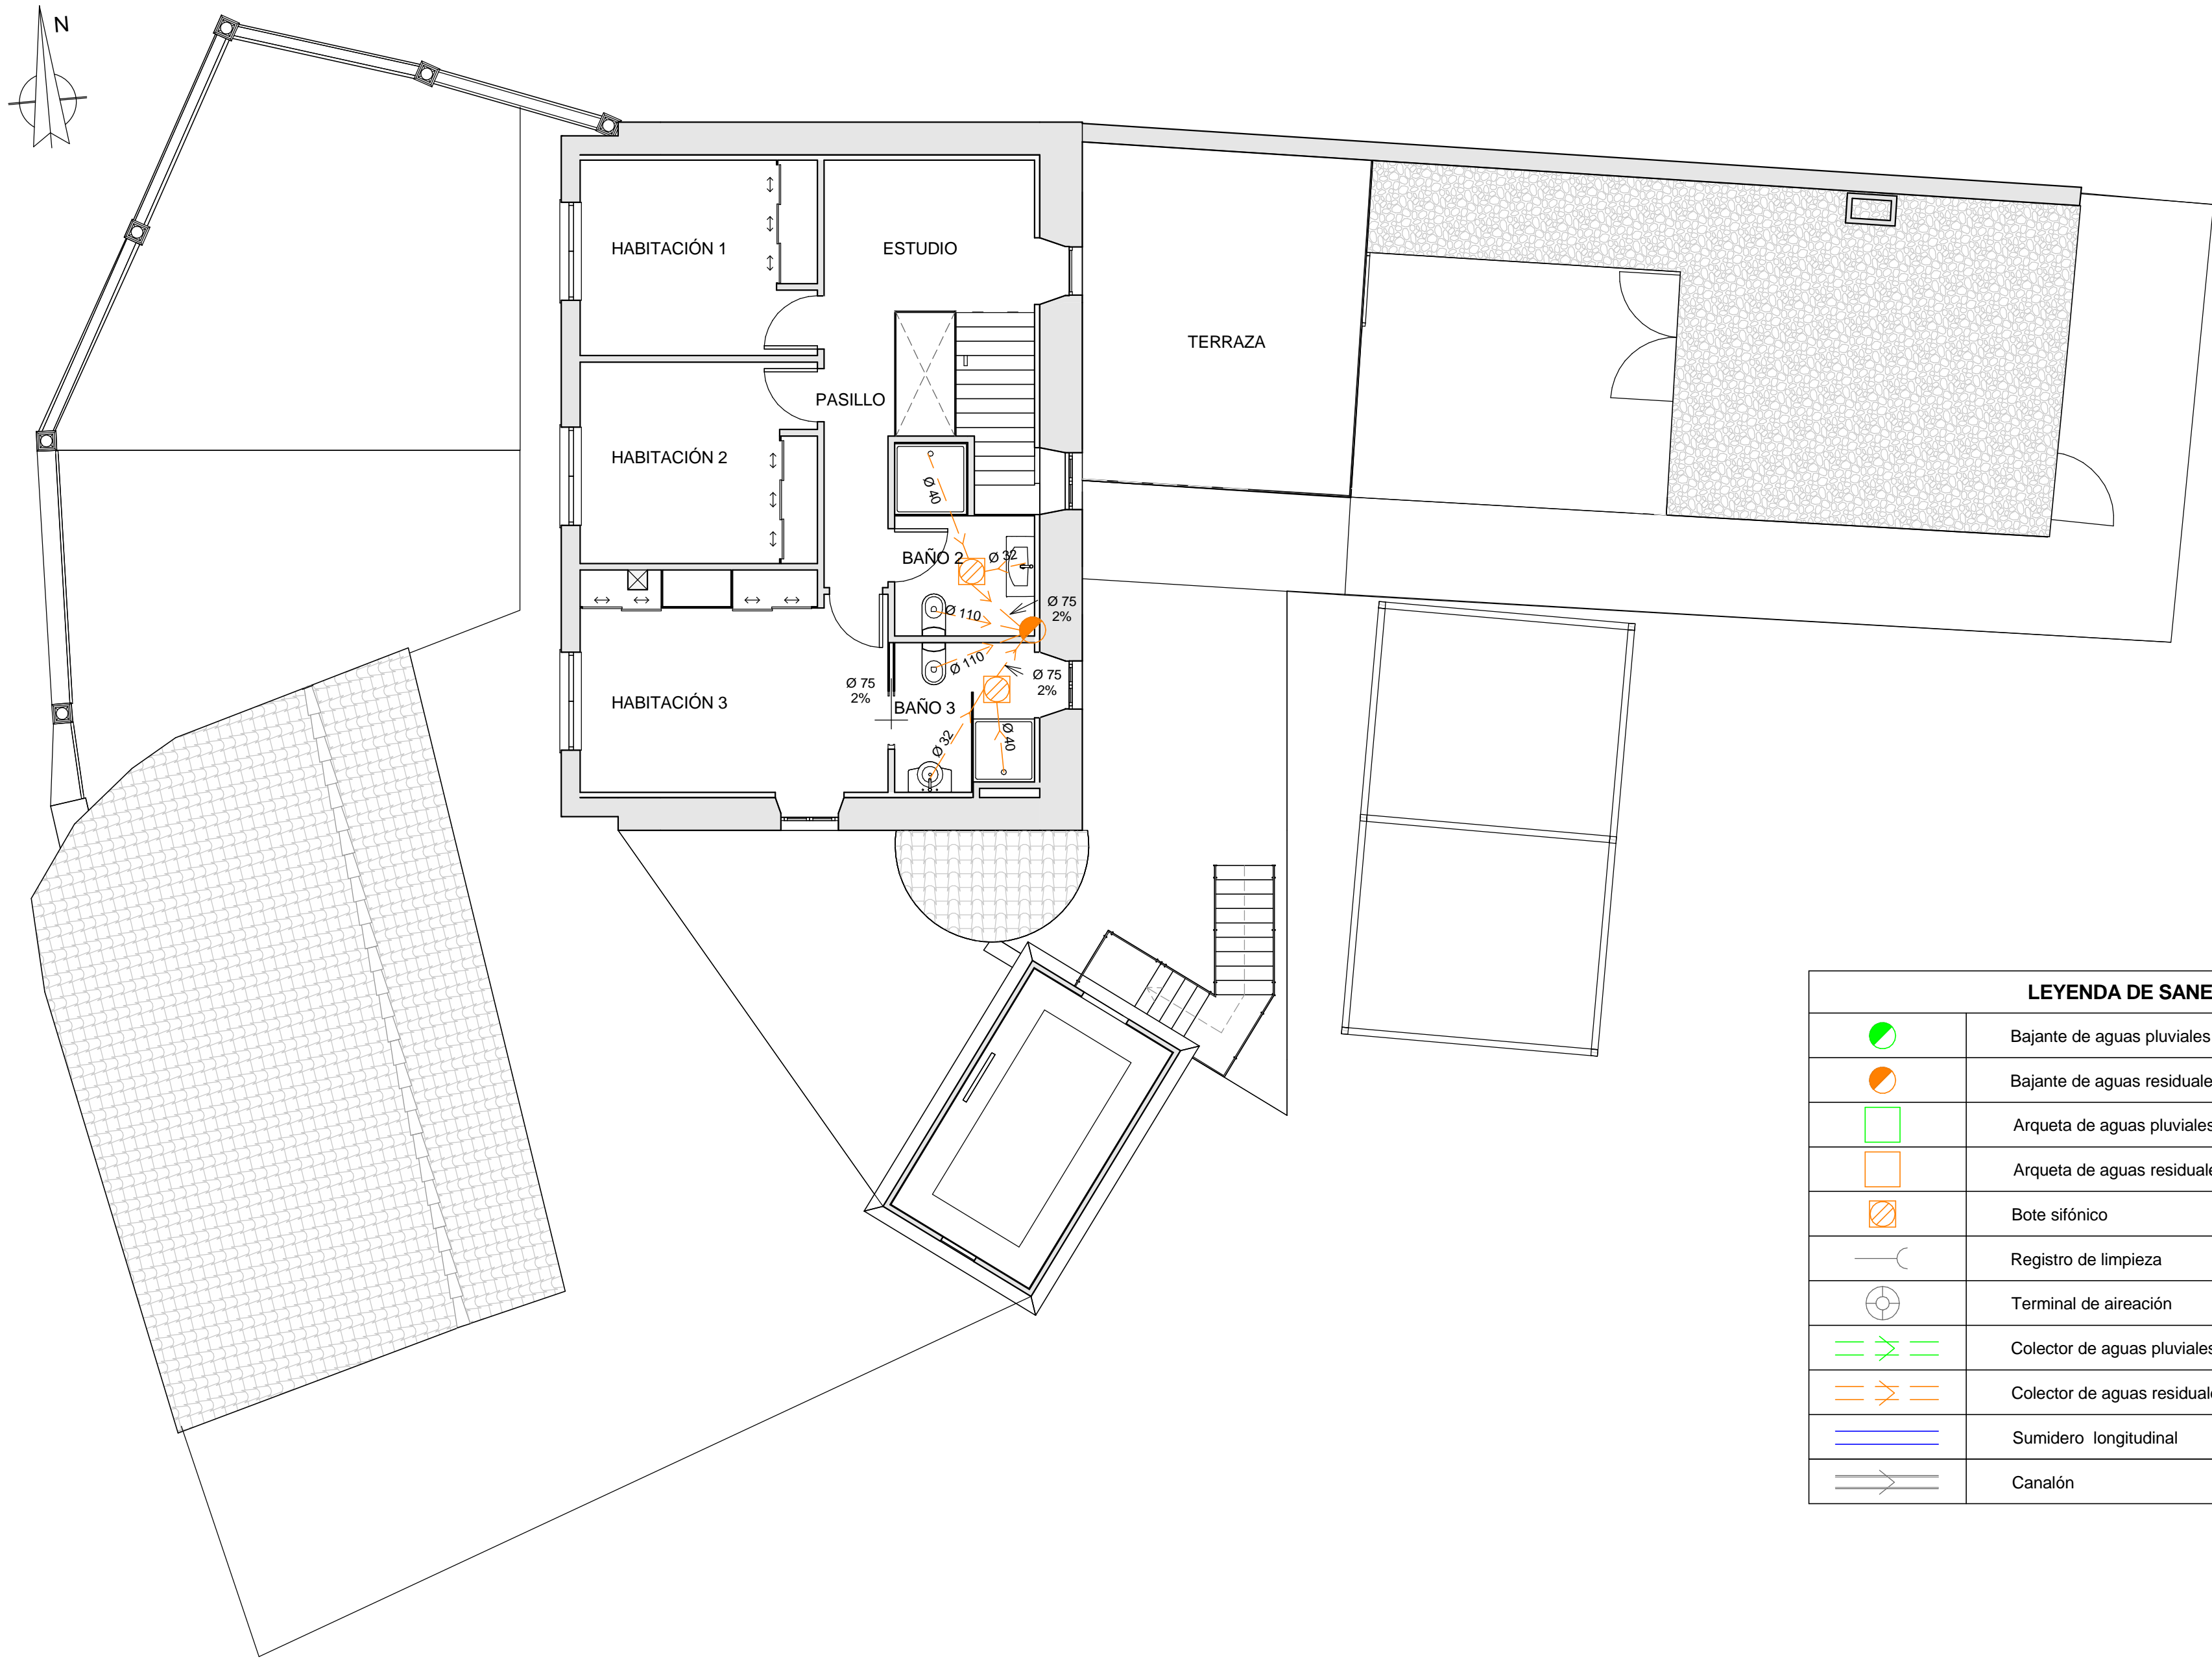 N
HABITACIÓN 1
ESTUDIO
TERRAZA
PASILLO
HABITACIÓN 2
Ø 40
BAÑO 2
Ø 32
Ø 110
Ø 75
2%
Ø 110
Ø 75
2%
Ø 75
2%
HABITACIÓN 3
BAÑO 3
Ø 32
Ø 40
LEYENDA DE SANE
Bajante de aguas pluviales
Bajante de aguas residuale
Arqueta de aguas pluviales
Arqueta de aguas residuale
Bote sifónico
Registro de limpieza
Terminal de aireación
Colector de aguas pluviales
Colector de aguas residuale
Sumidero longitudinal
Canalón